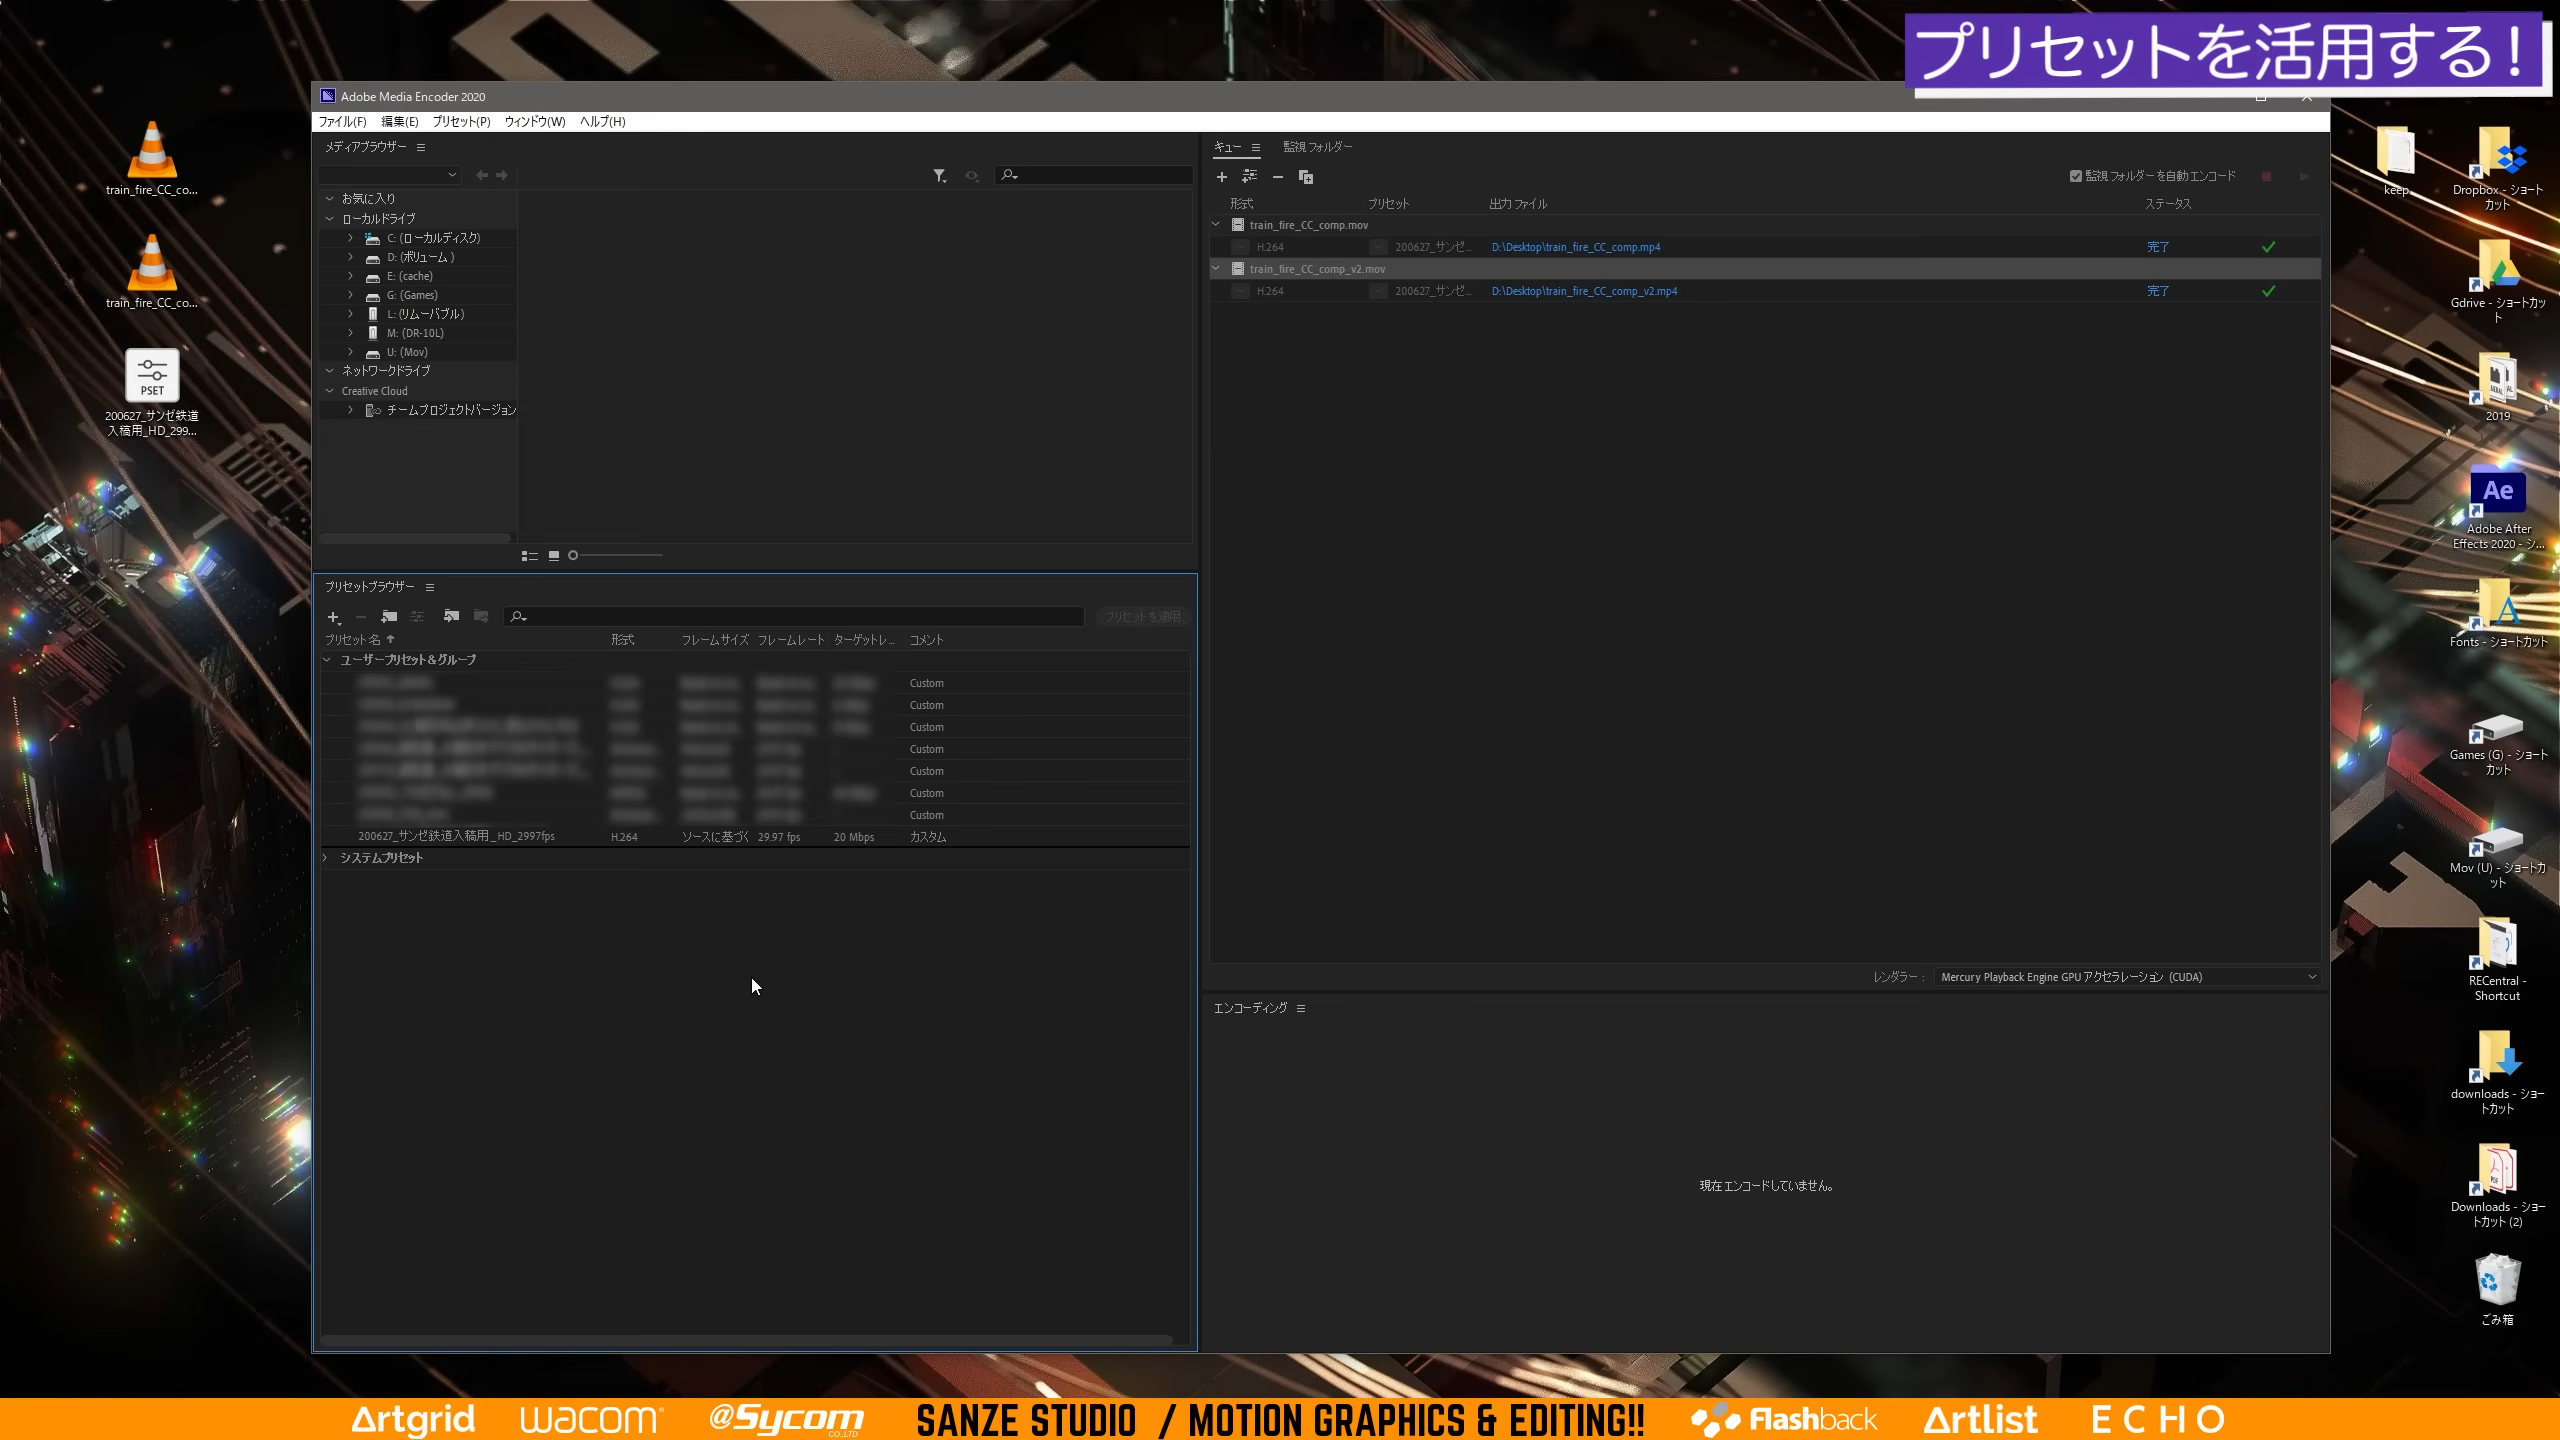 プリセットを活用する!
Adobe Media Encoder 2020
ファイル(F) 編集(E) プリセット(P) ウィンドウ(W) ヘルプ(H)
メディアブラウザー
お気に入り
ローカルドライブ
C: (ローカルディスク)
D: (ボリューム )
E: (cache)
G: (Games)
L: (リムーバブル)
M: (DR-10L)
U: (Mov)
ネットワークドライブ
Creative Cloud
チームプロジェクトバージョン
プリセットブラウザー
プリセットを適用
プリセット名 形式 フレームサイズ フレームレート ターゲットレ... コメント
ユーザープリセット&グループ
Custom
Custom
Custom
Custom
Custom
Custom
Custom
200627_サンゼ鉄道入稿用_HD_2997fps H.264 ソースに基づく 29.97 fps 20 Mbps カスタム
システムプリセット
キュー 監視フォルダー
監視フォルダーを自動エンコード
形式 プリセット 出力ファイル ステータス
train_fire_CC_comp.mov
H.264 200627_サンゼ... D:\Desktop\train_fire_CC_comp.mp4 完了
train_fire_CC_comp_v2.mov
H.264 200627_サンゼ... D:\Desktop\train_fire_CC_comp_v2.mp4 完了
レンダラー : Mercury Playback Engine GPU アクセラレーション (CUDA)
エンコーディング
現在エンコードしていません。
train_fire_CC_co...
train_fire_CC_co...
PSET
200627_サンゼ鉄道
入稿用_HD_299...
keep
Dropbox - ショート
カット
Gdrive - ショートカッ
ト
2019
Ae
Adobe After
Effects 2020 - シ...
A
Fonts - ショートカット
Games (G) - ショート
カット
Mov (U) - ショートカ
ット
RECentral -
Shortcut
downloads - ショー
トカット
PDF
Downloads - ショー
トカット (2)
ごみ箱
Artgrid wacom @Sycom CO.,LTD SANZE STUDIO / MOTION GRAPHICS & EDITING!! Flashback Artlist ECHO